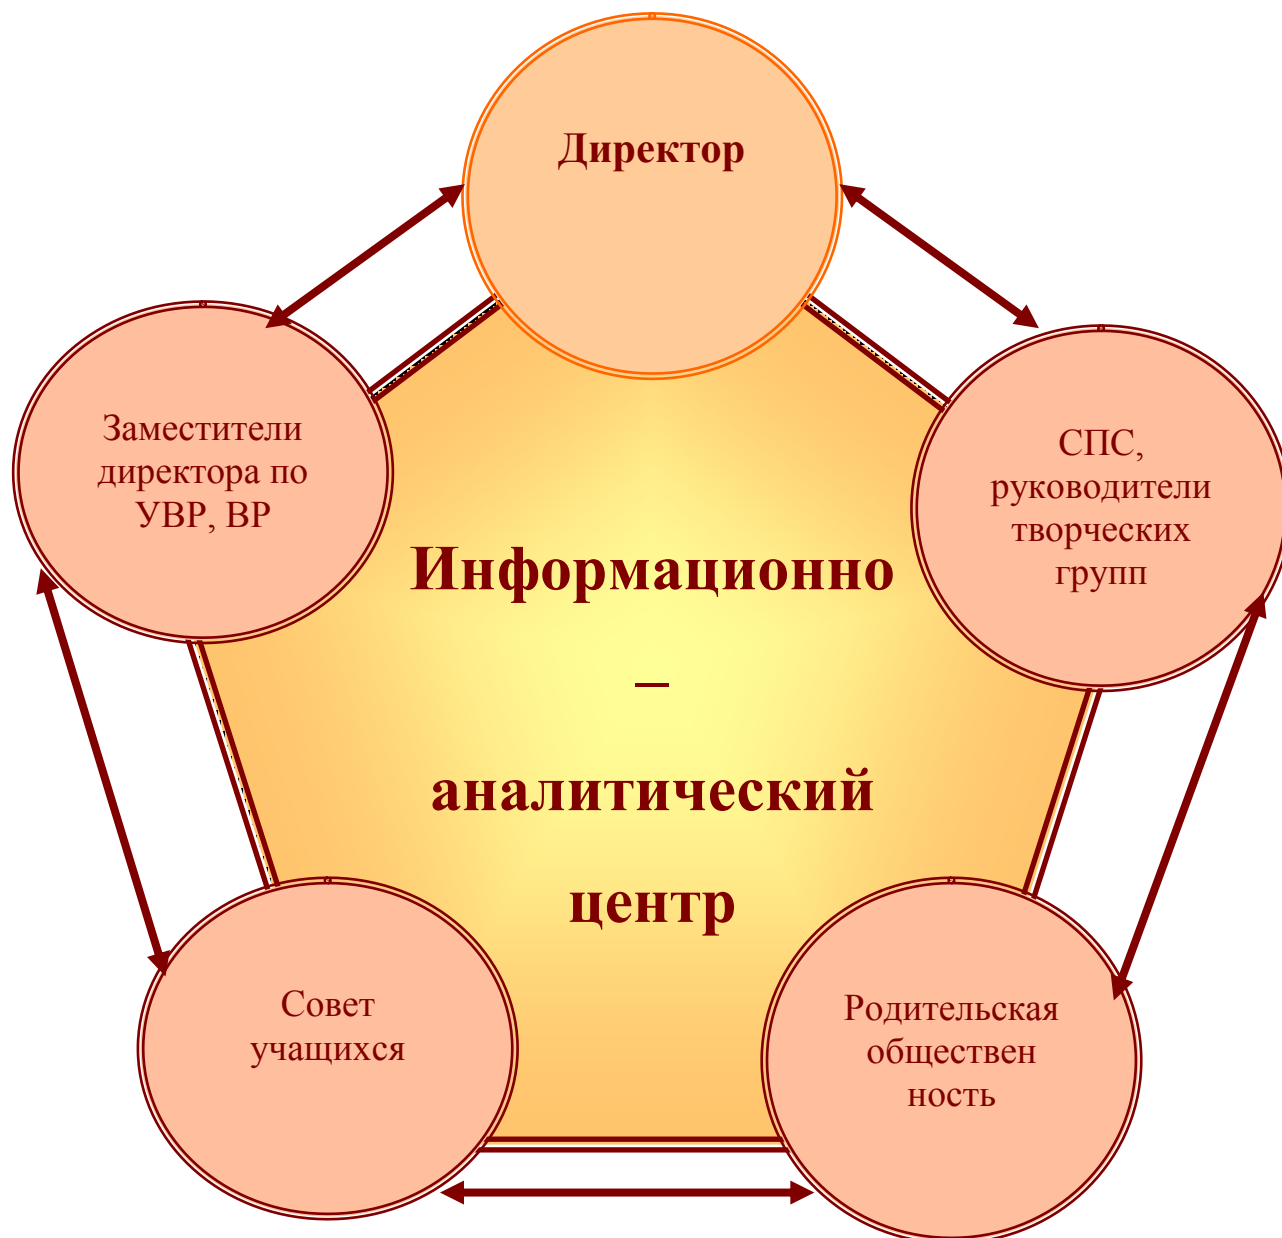 Директор
Заместители
директора по
УВР, ВР
СПС,
руководители
творческих
групп
Информационно
–
аналитический
центр
Совет
учащихся
Родительская
обществен
ность